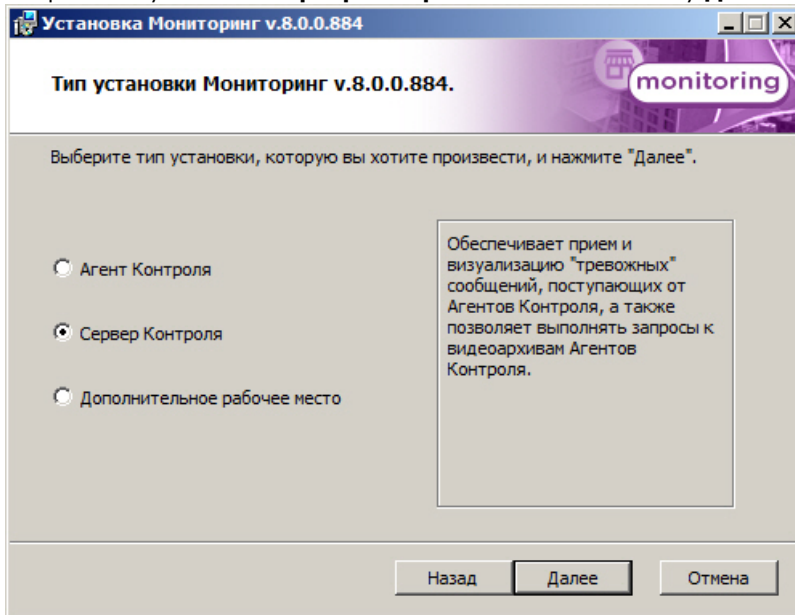 Установка Мониторинг v.8.0.0.884
Тип установки Мониторинг v.8.0.0.884.
monitoring
Выберите тип установки, которую вы хотите произвести, и нажмите "Далее".
Агент Контроля
Сервер Контроля
Дополнительное рабочее место
Обеспечивает прием и
визуализацию "тревожных"
сообщений, поступающих от
Агентов Контроля, а также
позволяет выполнять запросы к
видеоархивам Агентов
Контроля.
Назад
Далее
Отмена